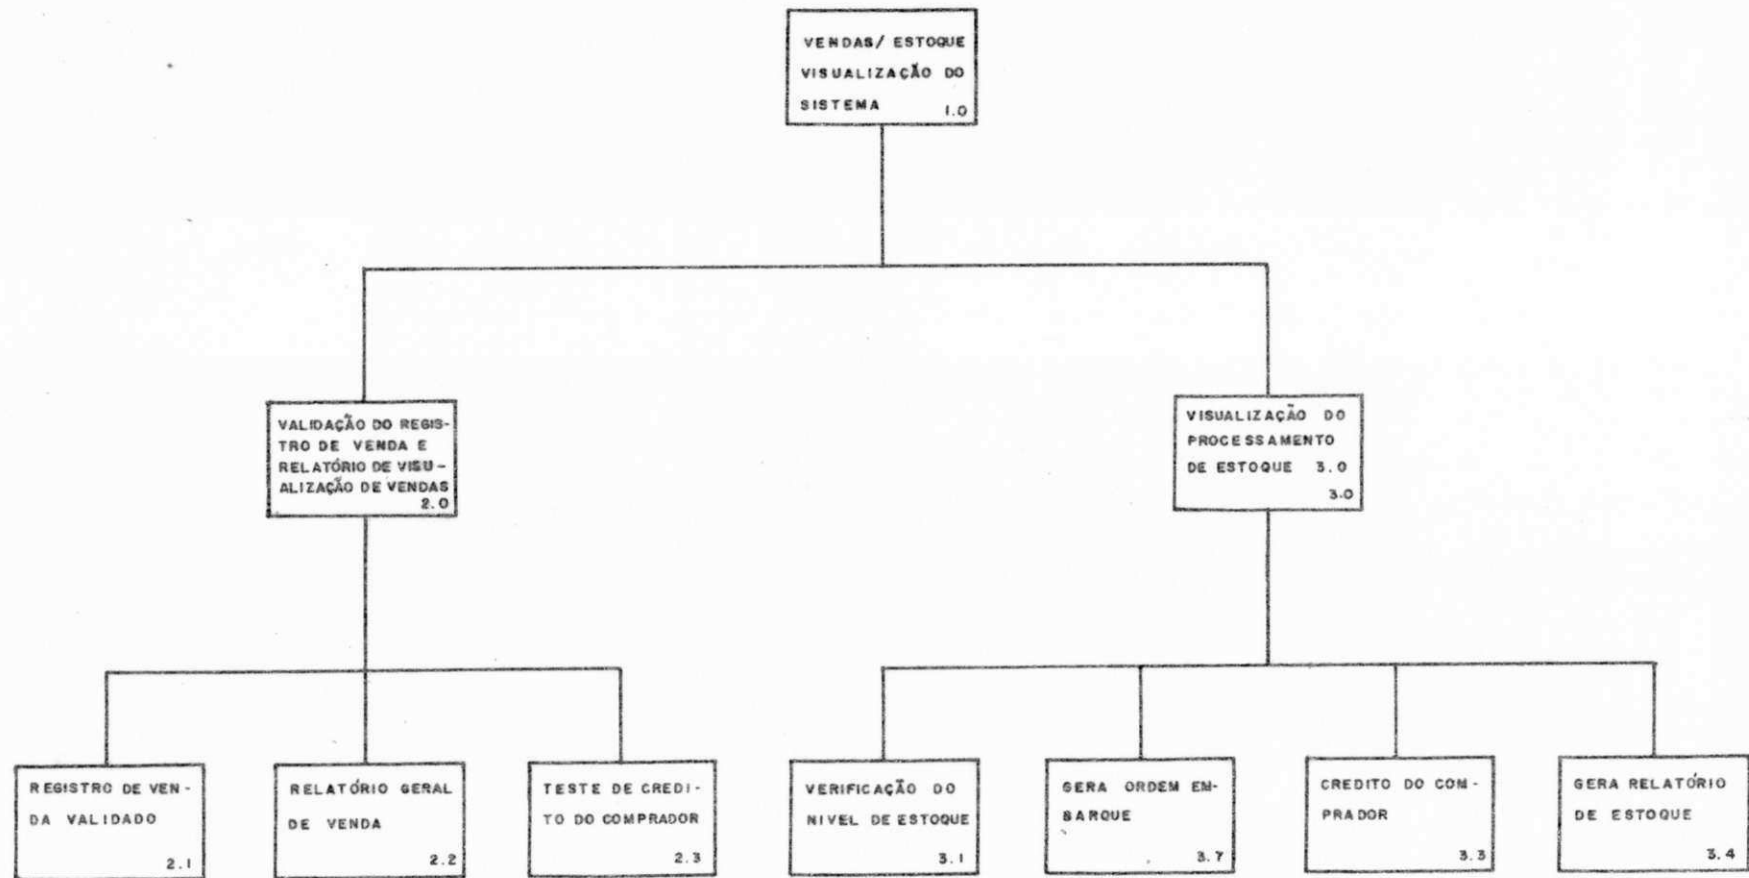 VENDAS/ ESTOQUE
VISUALIZAÇÃO DO
SISTEMA 1.0
VALIDAÇÃO DO REGIS-
TRO DE VENDA E
RELATÓRIO DE VISU-
ALIZAÇÃO DE VENDAS
2.0
VISUALIZAÇÃO DO
PROCESSAMENTO
DE ESTOQUE 3.0
3.0
REGISTRO DE VEN-
DA VALIDADO
2.1
RELATÓRIO GERAL
DE VENDA
2.2
TESTE DE CREDI-
TO DO COMPRADOR
2.3
VERIFICAÇÃO DO
NIVEL DE ESTOQUE
3.1
GERA ORDEM EM-
BARQUE
3.7
CREDITO DO COM-
PRADOR
3.3
GERA RELATÓRIO
DE ESTOQUE
3.4